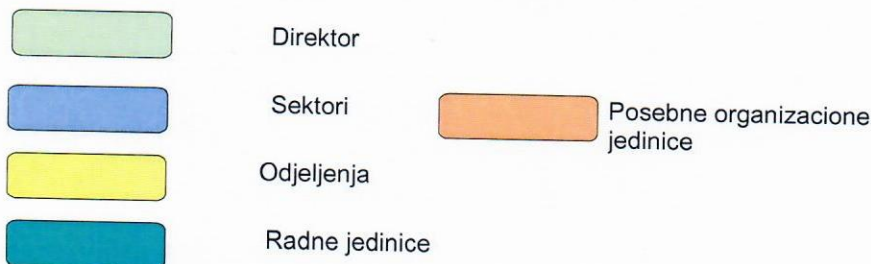 Direktor
Sektori
Posebne organizacione
jedinice
Odjeljenja
Radne jedinice